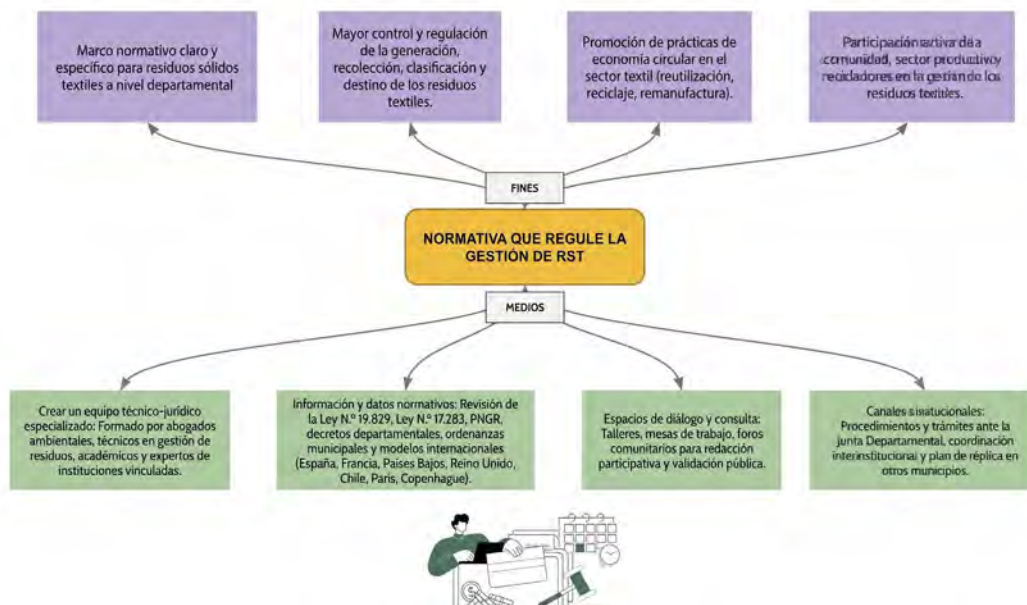 Marco normativo claro y
específico para residuos sólidos
textiles a nivel departamental
Mayor control y regulación
de la generación,
recolección, clasificación y
destino de los residuos
textiles.
Promoción de prácticas de
economía circular en el
sector textil (reutilización,
reciclaje, remanufactura).
Participación activa de a
comunidad, sector productivo y
recicladores en la gestión de los
residuos textiles.
FINES
NORMATIVA QUE REGULE LA
GESTIÓN DE RST
MEDIOS
Crear un equipo técnico-jurídico
especializado: Formado por abogados
ambientales, técnicos en gestión de
residuos, académicos y expertos de
instituciones vinculadas.
Información y datos normativos: Revisión de
la Ley N.º 19.829, Ley N.º 17.283, PNGR,
decretos departamentales, ordenanzas
municipales y modelos internacionales
(España, Francia, Países Bajos, Reino Unido,
Chile, Paris, Copenhague).
Espacios de diálogo y consulta:
Talleres, mesas de trabajo, foros
comunitarios para redacción
participativa y validación pública.
Canales
Procedimientos y trámites ante la
junta Departamental, coordinación
interinstitucional y plan de réplica en
otros municipios.